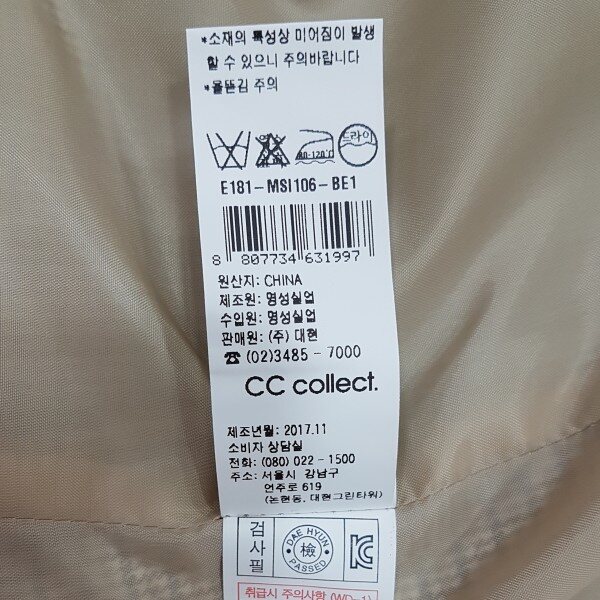 *소재의 특성상 미어짐이 발생
할 수 있으니 주의바랍니다
*올뜯김 주의
80-120°C 드라이
E181-MSI106-BE1
8 807734 631997
원산지: CHINA
제조원: 명성실업
수입원: 명성실업
판매원: (주) 대현
☎ (02)3485 - 7000
CC collect.
제조년월: 2017.11
소비자 상담실
전화: (080) 022 - 1500
주소: 서울시 강남구
언주로 619
(논현동, 대현그린타워)
검사필
DAE HYUN
檢
PASSED
취급시 주의사항 (WD-1)